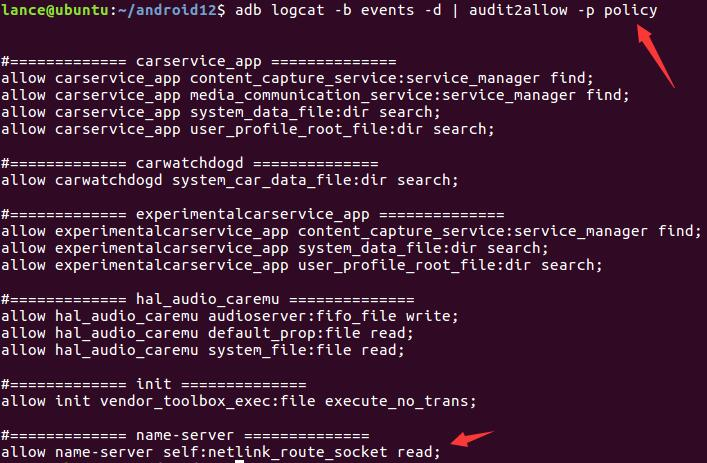 lance@ubuntu:~/android12$ adb logcat -b events -d | audit2allow -p policy
#============= carservice_app ==============
allow carservice_app content_capture_service:service_manager find;
allow carservice_app media_communication_service:service_manager find;
allow carservice_app system_data_file:dir search;
allow carservice_app user_profile_root_file:dir search;
#============= carwatchdogd ==============
allow carwatchdogd system_car_data_file:dir search;
#============= experimentalcarservice_app ==============
allow experimentalcarservice_app content_capture_service:service_manager find;
allow experimentalcarservice_app system_data_file:dir search;
allow experimentalcarservice_app user_profile_root_file:dir search;
#============= hal_audio_caremu ==============
allow hal_audio_caremu audioserver:fifo_file write;
allow hal_audio_caremu default_prop:file read;
allow hal_audio_caremu system_file:file read;
#============= init ==============
allow init vendor_toolbox_exec:file execute_no_trans;
#============= name-server ==============
allow name-server self:netlink_route_socket read;